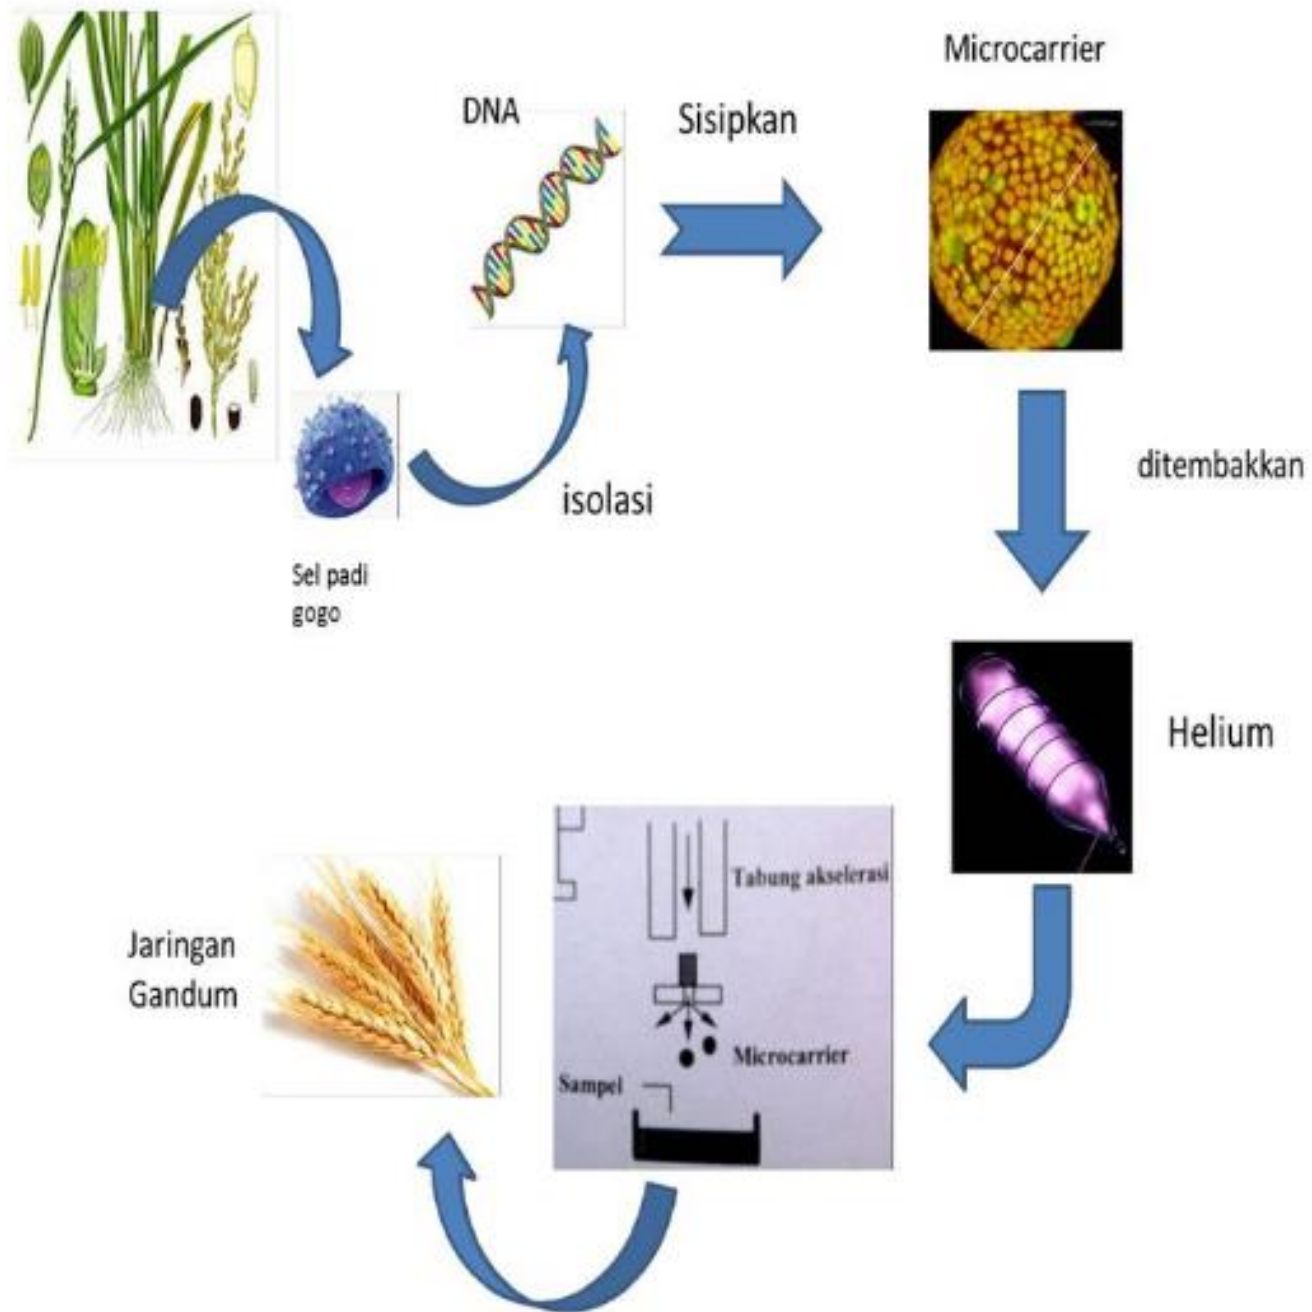 Microcarrier
DNA
Sisipkan
ditembakkan
isolasi
Sel padi
gogo
Helium
Tabung akselerasi
Jaringan
Gandum
Microcarrier
Sampel